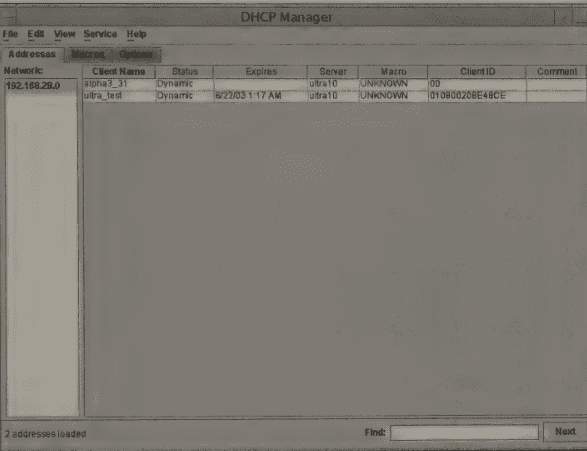 DHCP Manager
File Edit View Service Help
Addresses Macros Options
Network: Client Name Status Expires Server Macro Client ID Comment
192.168.29.0 alpha3_31 Dynamic ultra10 UNKNOWN 00
ultra_test Dynamic 6/22/03 1:17 AM ultra10 UNKNOWN 010800208E48CE
2 addresses loaded Find: Next